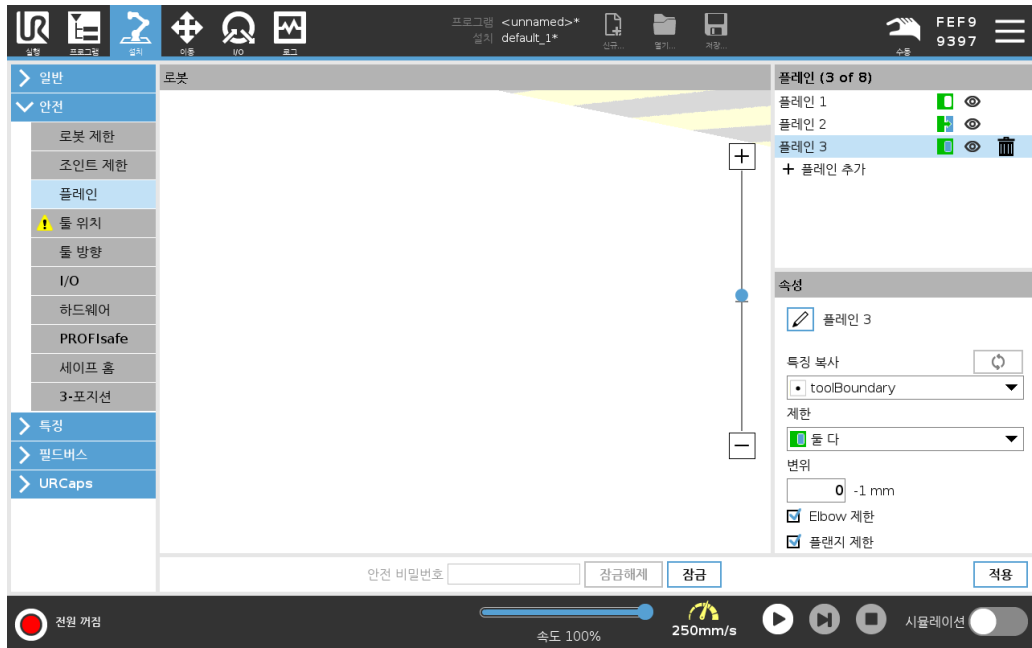 UR
실행
프로그램
설치
이동
I/O
로그
프로그램 <unnamed>*
설치 default_1*
신규...
열기...
저장...
수동
FEF9
9397
일반
안전
로봇 제한
조인트 제한
플레인
툴 위치
툴 방향
I/O
하드웨어
PROFIsafe
세이프 홈
3-포지션
특징
필드버스
URCaps
로봇
플레인 (3 of 8)
플레인 1
플레인 2
플레인 3
+ 플레인 추가
속성
플레인 3
특징 복사
toolBoundary
제한
둘 다
변위
0 -1 mm
Elbow 제한
플랜지 제한
안전 비밀번호
잠금해제
잠금
적용
전원 꺼짐
속도 100%
250mm/s
시뮬레이션